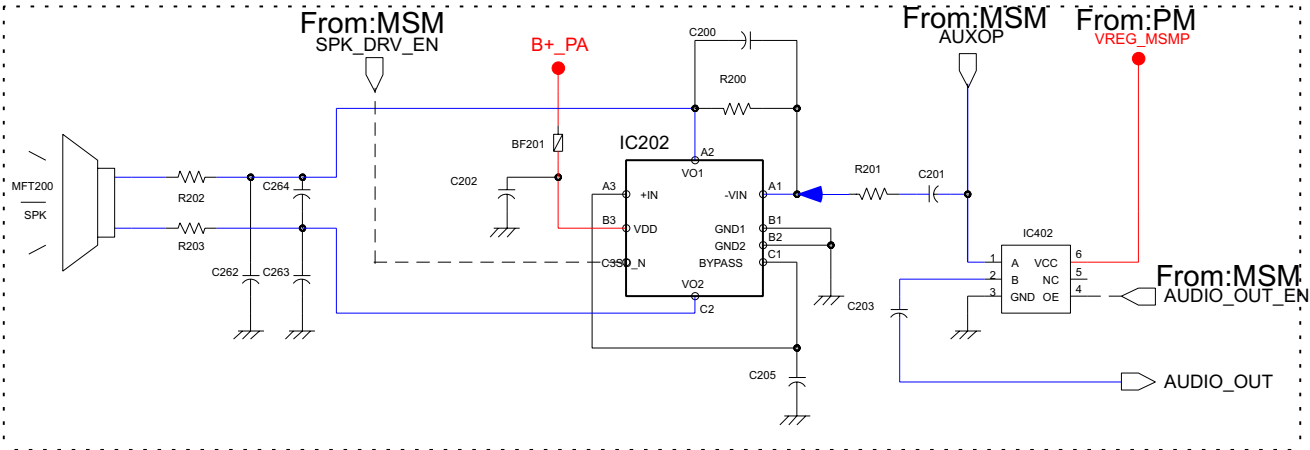 From:MSM
SPK_DRV_EN
B+_PA
C200
R200
From:MSM
AUXOP
From:PM
VREG_MSMP
BF201
IC202
A2
VO1
MFT200
SPK
R202
C264
C202
A3
+IN
-VIN
A1
R201
C201
R203
B3
VDD
GND1
B1
GND2
B2
BYPASS
C1
C3
_N
VO2
C2
C262
C263
IC402
1
A
VCC
6
2
B
NC
5
3
GND
OE
4
From:MSM
AUDIO_OUT_EN
C203
C205
AUDIO_OUT